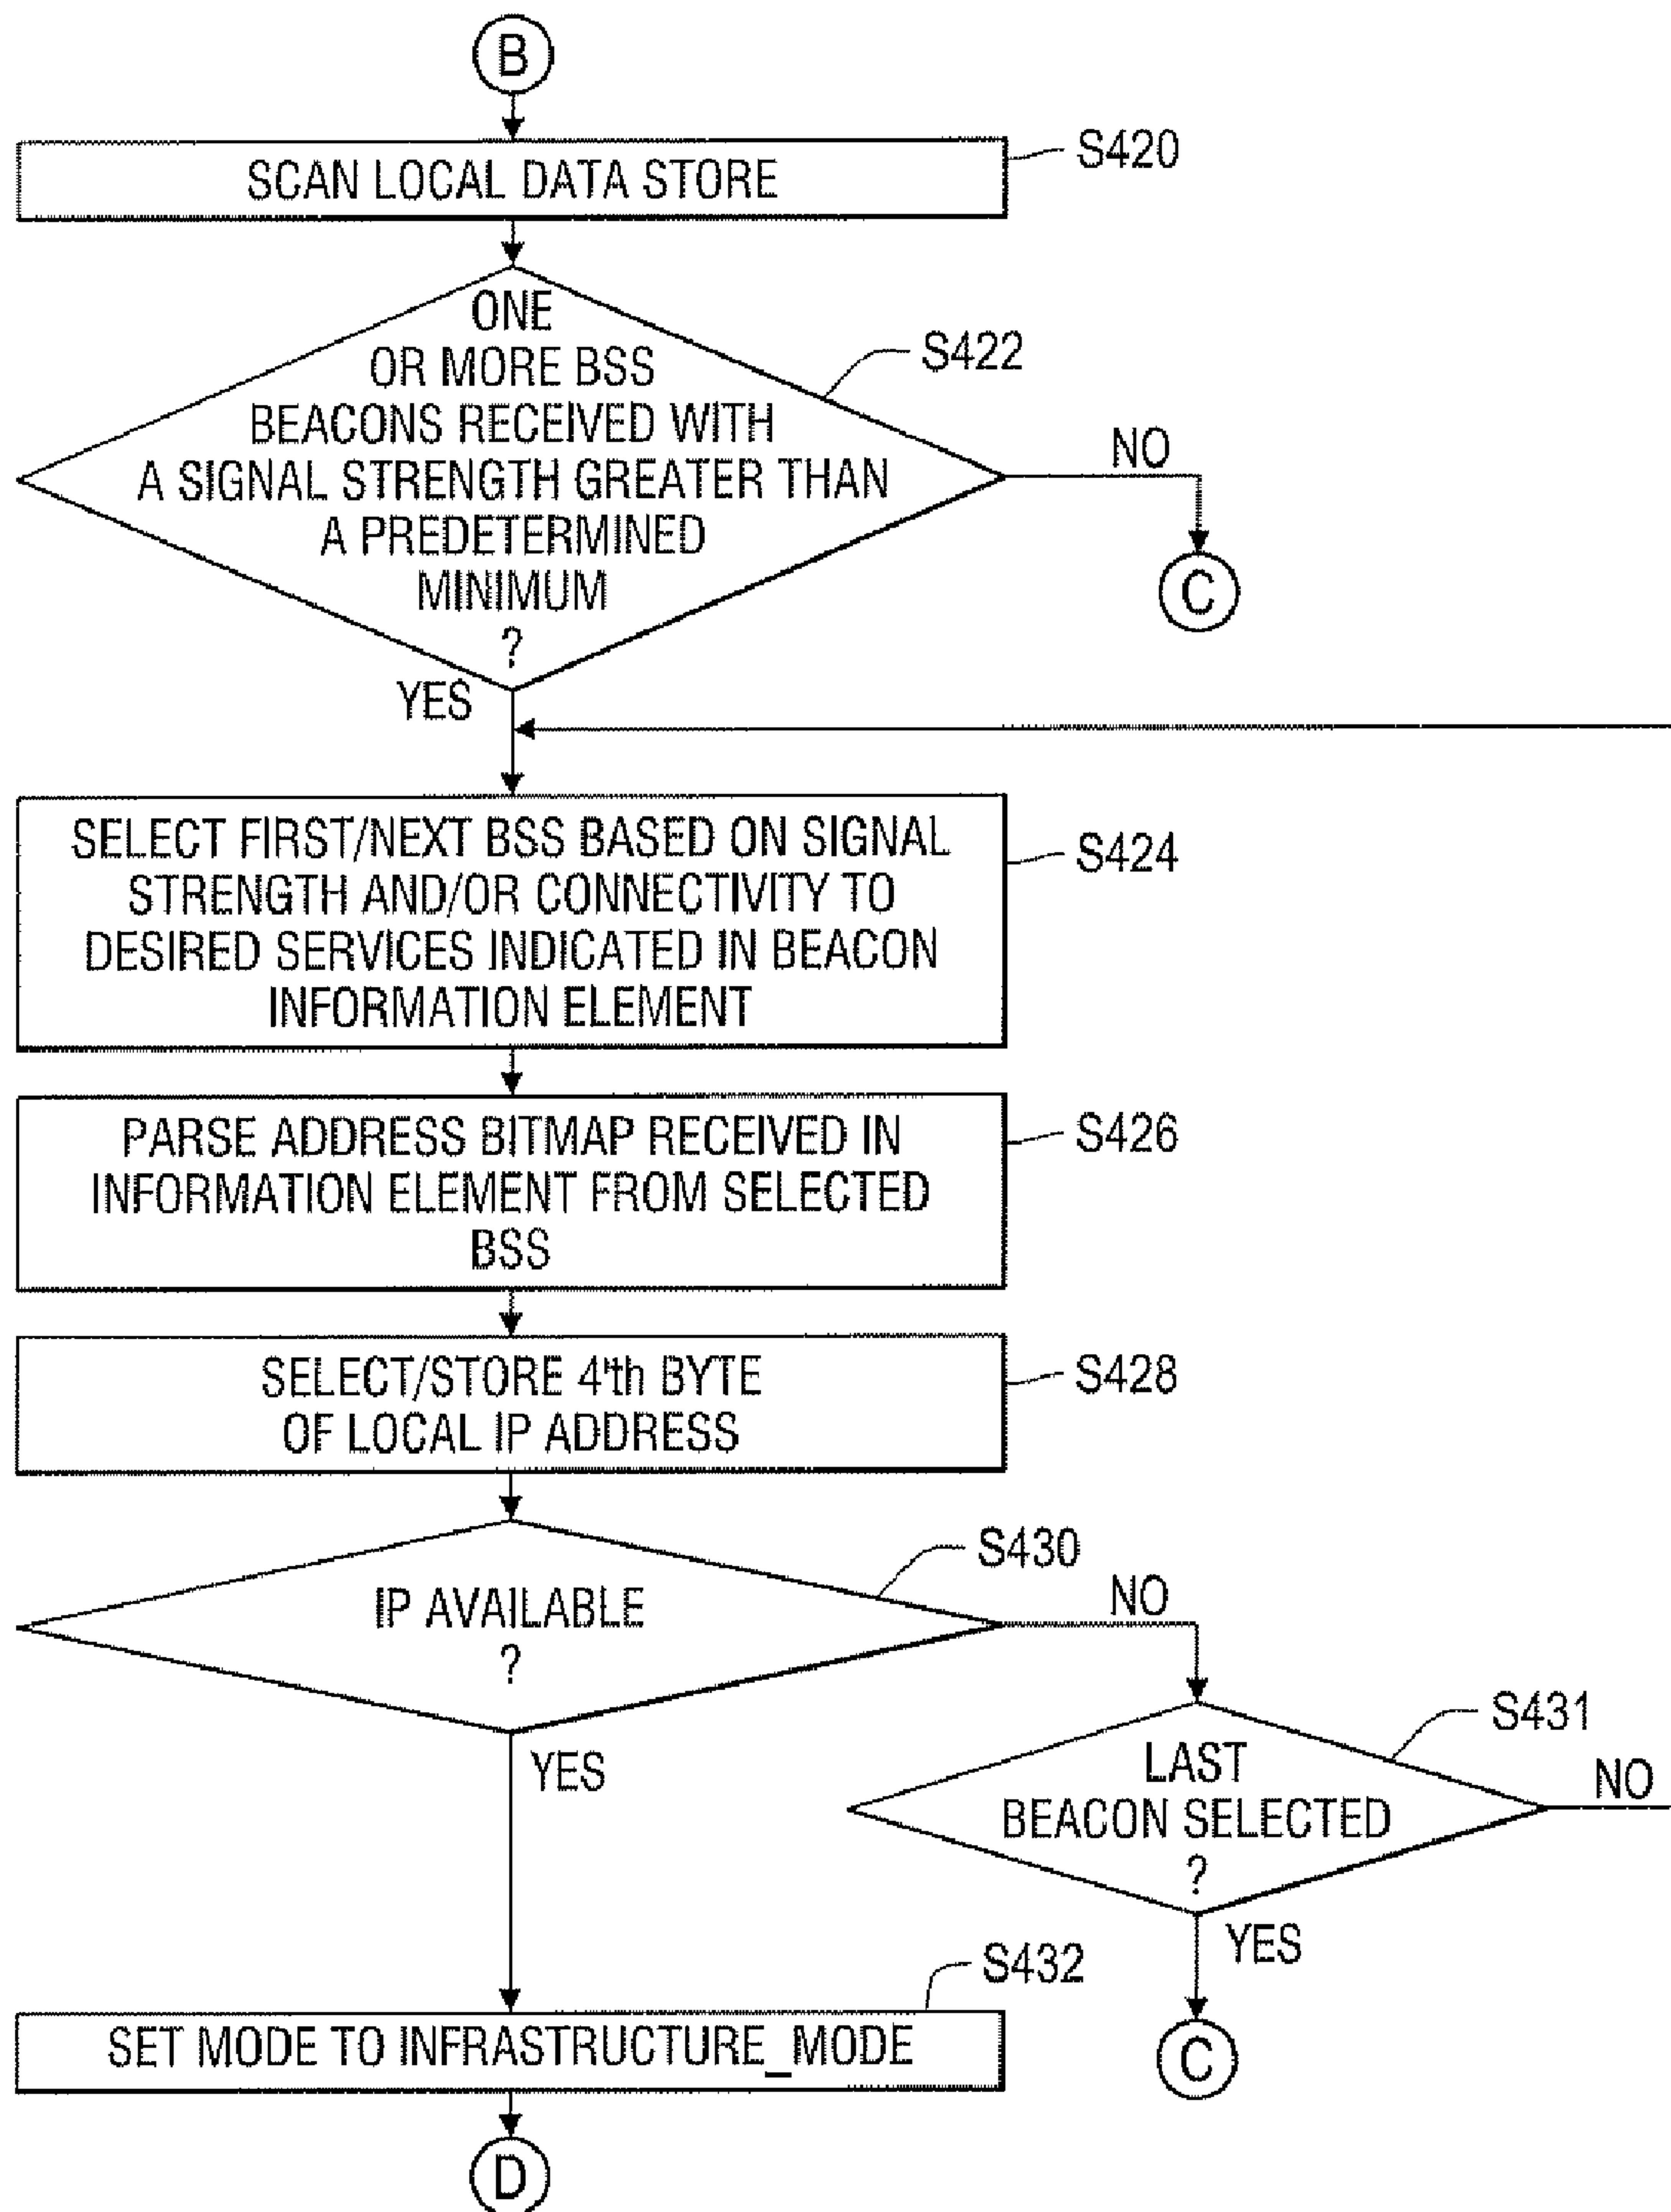 B
SCAN LOCAL DATA STORE
S420
ONE
OR MORE BSS
BEACONS RECEIVED WITH
A SIGNAL STRENGTH GREATER THAN
A PREDETERMINED
MINIMUM
?
S422
NO
C
YES
SELECT FIRST/NEXT BSS BASED ON SIGNAL
STRENGTH AND/OR CONNECTIVITY TO
DESIRED SERVICES INDICATED IN BEACON
INFORMATION ELEMENT
S424
PARSE ADDRESS BITMAP RECEIVED IN
INFORMATION ELEMENT FROM SELECTED
BSS
S426
SELECT/STORE 4'th BYTE
OF LOCAL IP ADDRESS
S428
IP AVAILABLE
?
S430
NO
YES
LAST
BEACON SELECTED
?
S431
NO
YES
C
SET MODE TO INFRASTRUCTURE_MODE
S432
D